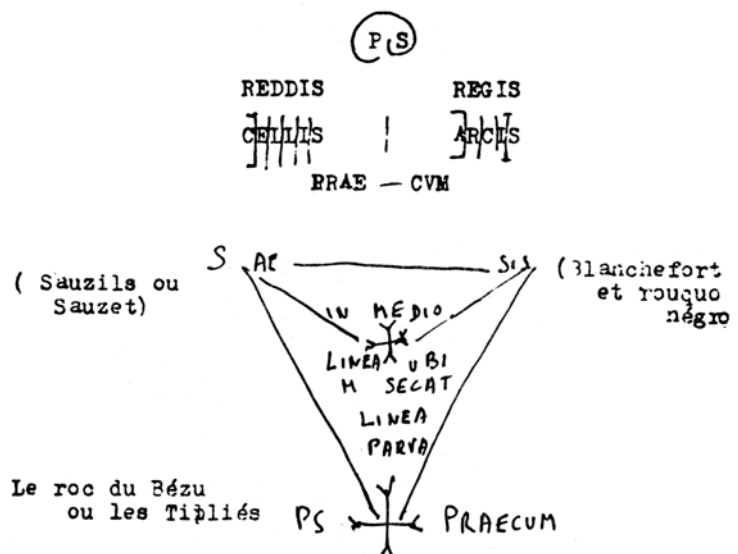 PS
REDDIS REGIS
CELLIS ARCIS
PRAE — CVM
S AE SIS
( Sauzils ou
Sauzet)
(Blanchefort
et rouquo
négro
IN MEDIO
LINEA UBI
M SECAT
LINEA
PARVA
Le roc du Bézu
ou les Tipliés
PS PRAECUM